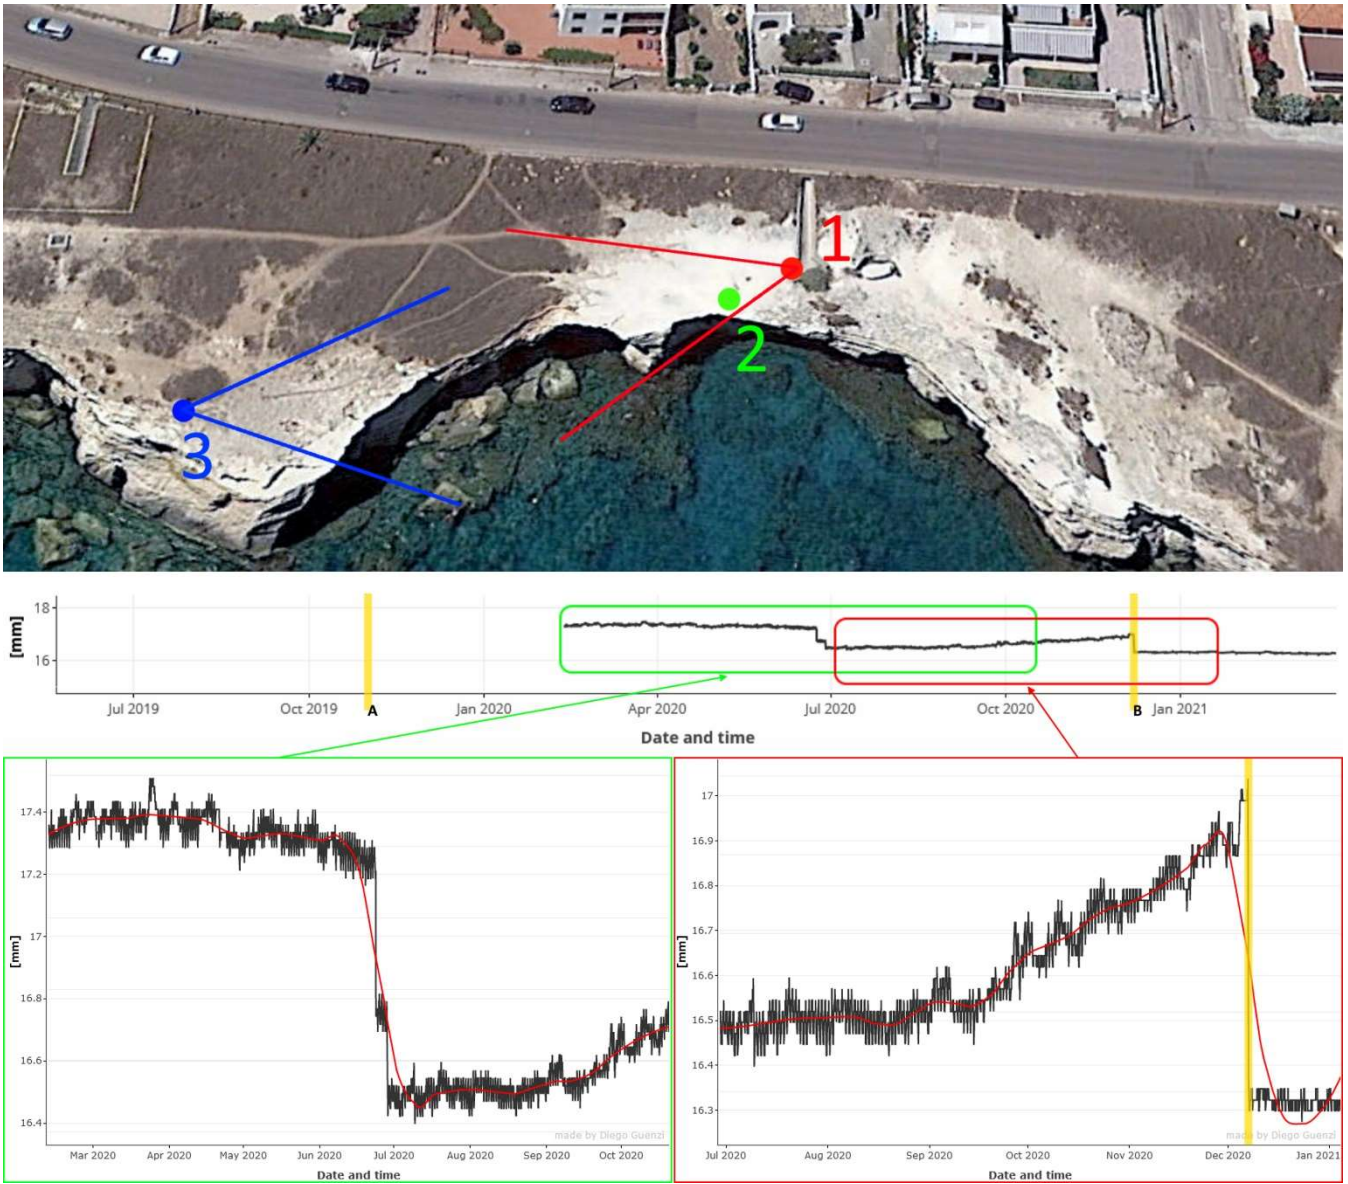 1
2
3
18
16
[mm]
Jul 2019
Oct 2019
A
Jan 2020
Apr 2020
Jul 2020
Oct 2020
B
Jan 2021
Date and time
17.4
17.2
17
16.8
16.6
16.4
[mm]
made by Diego Guenzi
Mar 2020
Apr 2020
May 2020
Jun 2020
Jul 2020
Aug 2020
Sep 2020
Oct 2020
Date and time
17
16.9
16.8
16.7
16.6
16.5
16.4
16.3
[mm]
made by Diego Guenzi
Jul 2020
Aug 2020
Sep 2020
Oct 2020
Nov 2020
Dec 2020
Jan 2021
Date and time